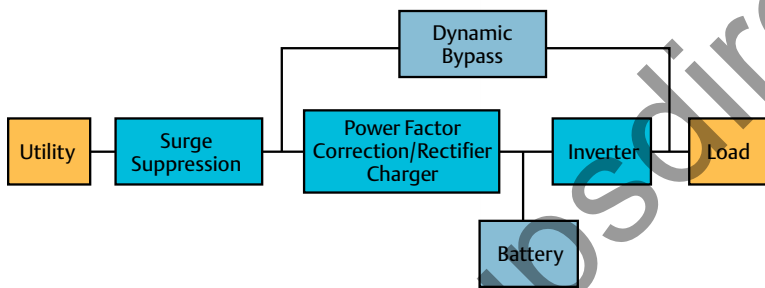 Dynamic
Bypass
Utility
Surge
Suppression
Power Factor
Correction/Rectifier
Charger
Inverter
Load
Battery